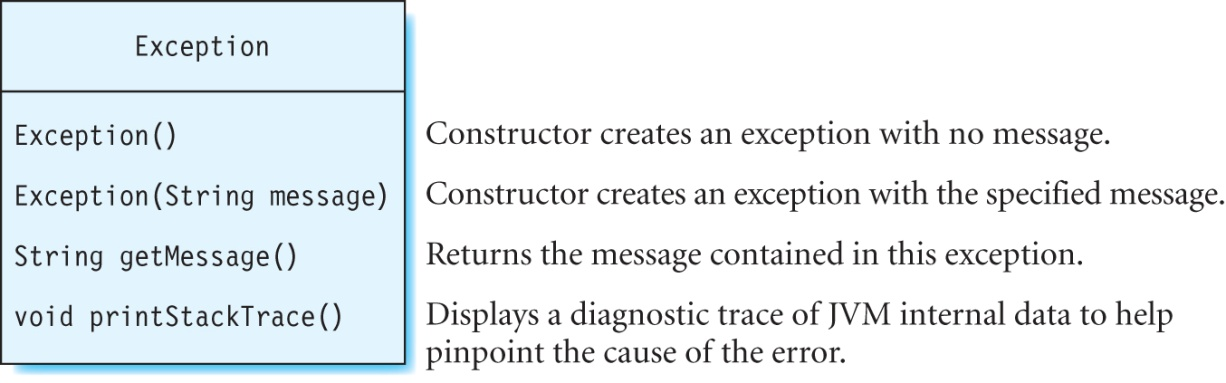 Exception
Exception() Constructor creates an exception with no message.
Exception(String message) Constructor creates an exception with the specified message.
String getMessage() Returns the message contained in this exception.
void printStackTrace() Displays a diagnostic trace of JVM internal data to help
pinpoint the cause of the error.